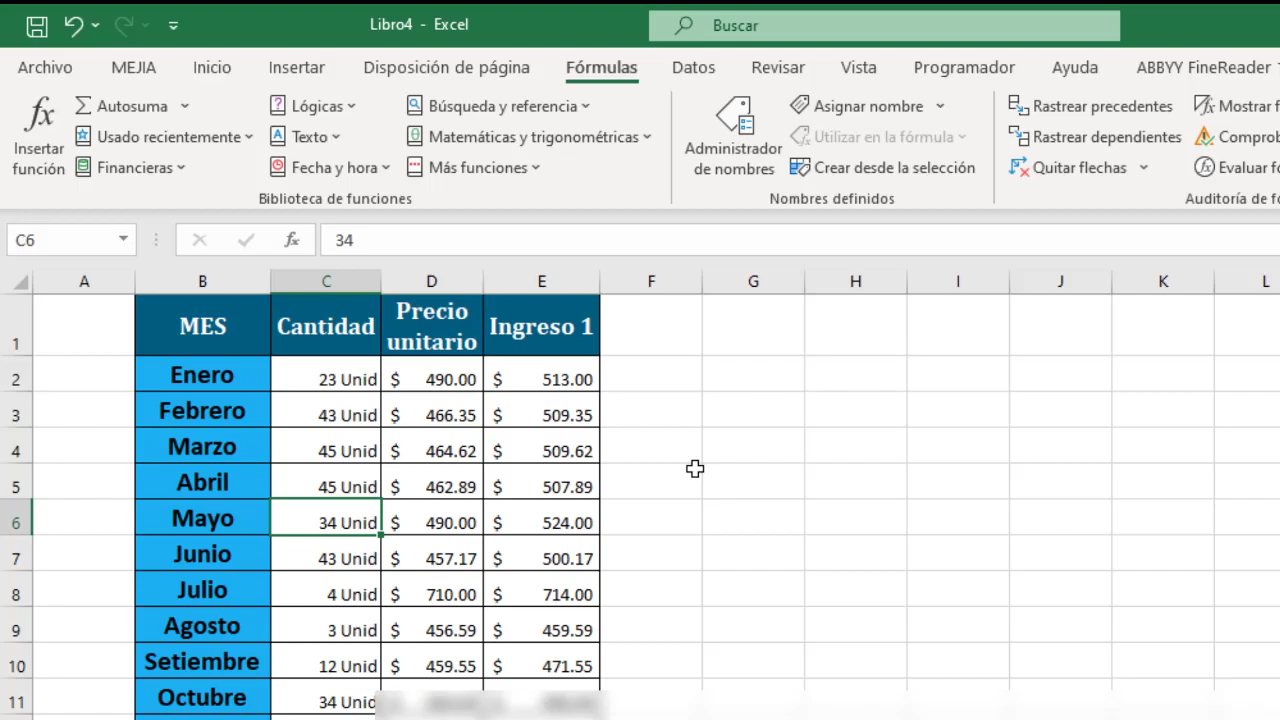 Libro4 - Excel
Buscar
Archivo MEJIA Inicio Insertar Disposición de página Fórmulas Datos Revisar Vista Programador Ayuda ABBYY FineReader
fx
Insertar función
Autosuma
Usado recientemente
Financieras
Lógicas
Texto
Fecha y hora
Búsqueda y referencia
Matemáticas y trigonométricas
Más funciones
Biblioteca de funciones
Administrador de nombres
Asignar nombre
Utilizar en la fórmula
Crear desde la selección
Nombres definidos
Rastrear precedentes
Rastrear dependientes
Quitar flechas
Mostrar f
Comprob
Evaluar fó
Auditoría de fó
C6 fx 34
A B C D E F G H I J K L
1 MES Cantidad Precio unitario Ingreso 1
2 Enero 23 Unid $ 490.00 $ 513.00
3 Febrero 43 Unid $ 466.35 $ 509.35
4 Marzo 45 Unid $ 464.62 $ 509.62
5 Abril 45 Unid $ 462.89 $ 507.89
6 Mayo 34 Unid $ 490.00 $ 524.00
7 Junio 43 Unid $ 457.17 $ 500.17
8 Julio 4 Unid $ 710.00 $ 714.00
9 Agosto 3 Unid $ 456.59 $ 459.59
10 Setiembre 12 Unid $ 459.55 $ 471.55
11 Octubre 34 Unid